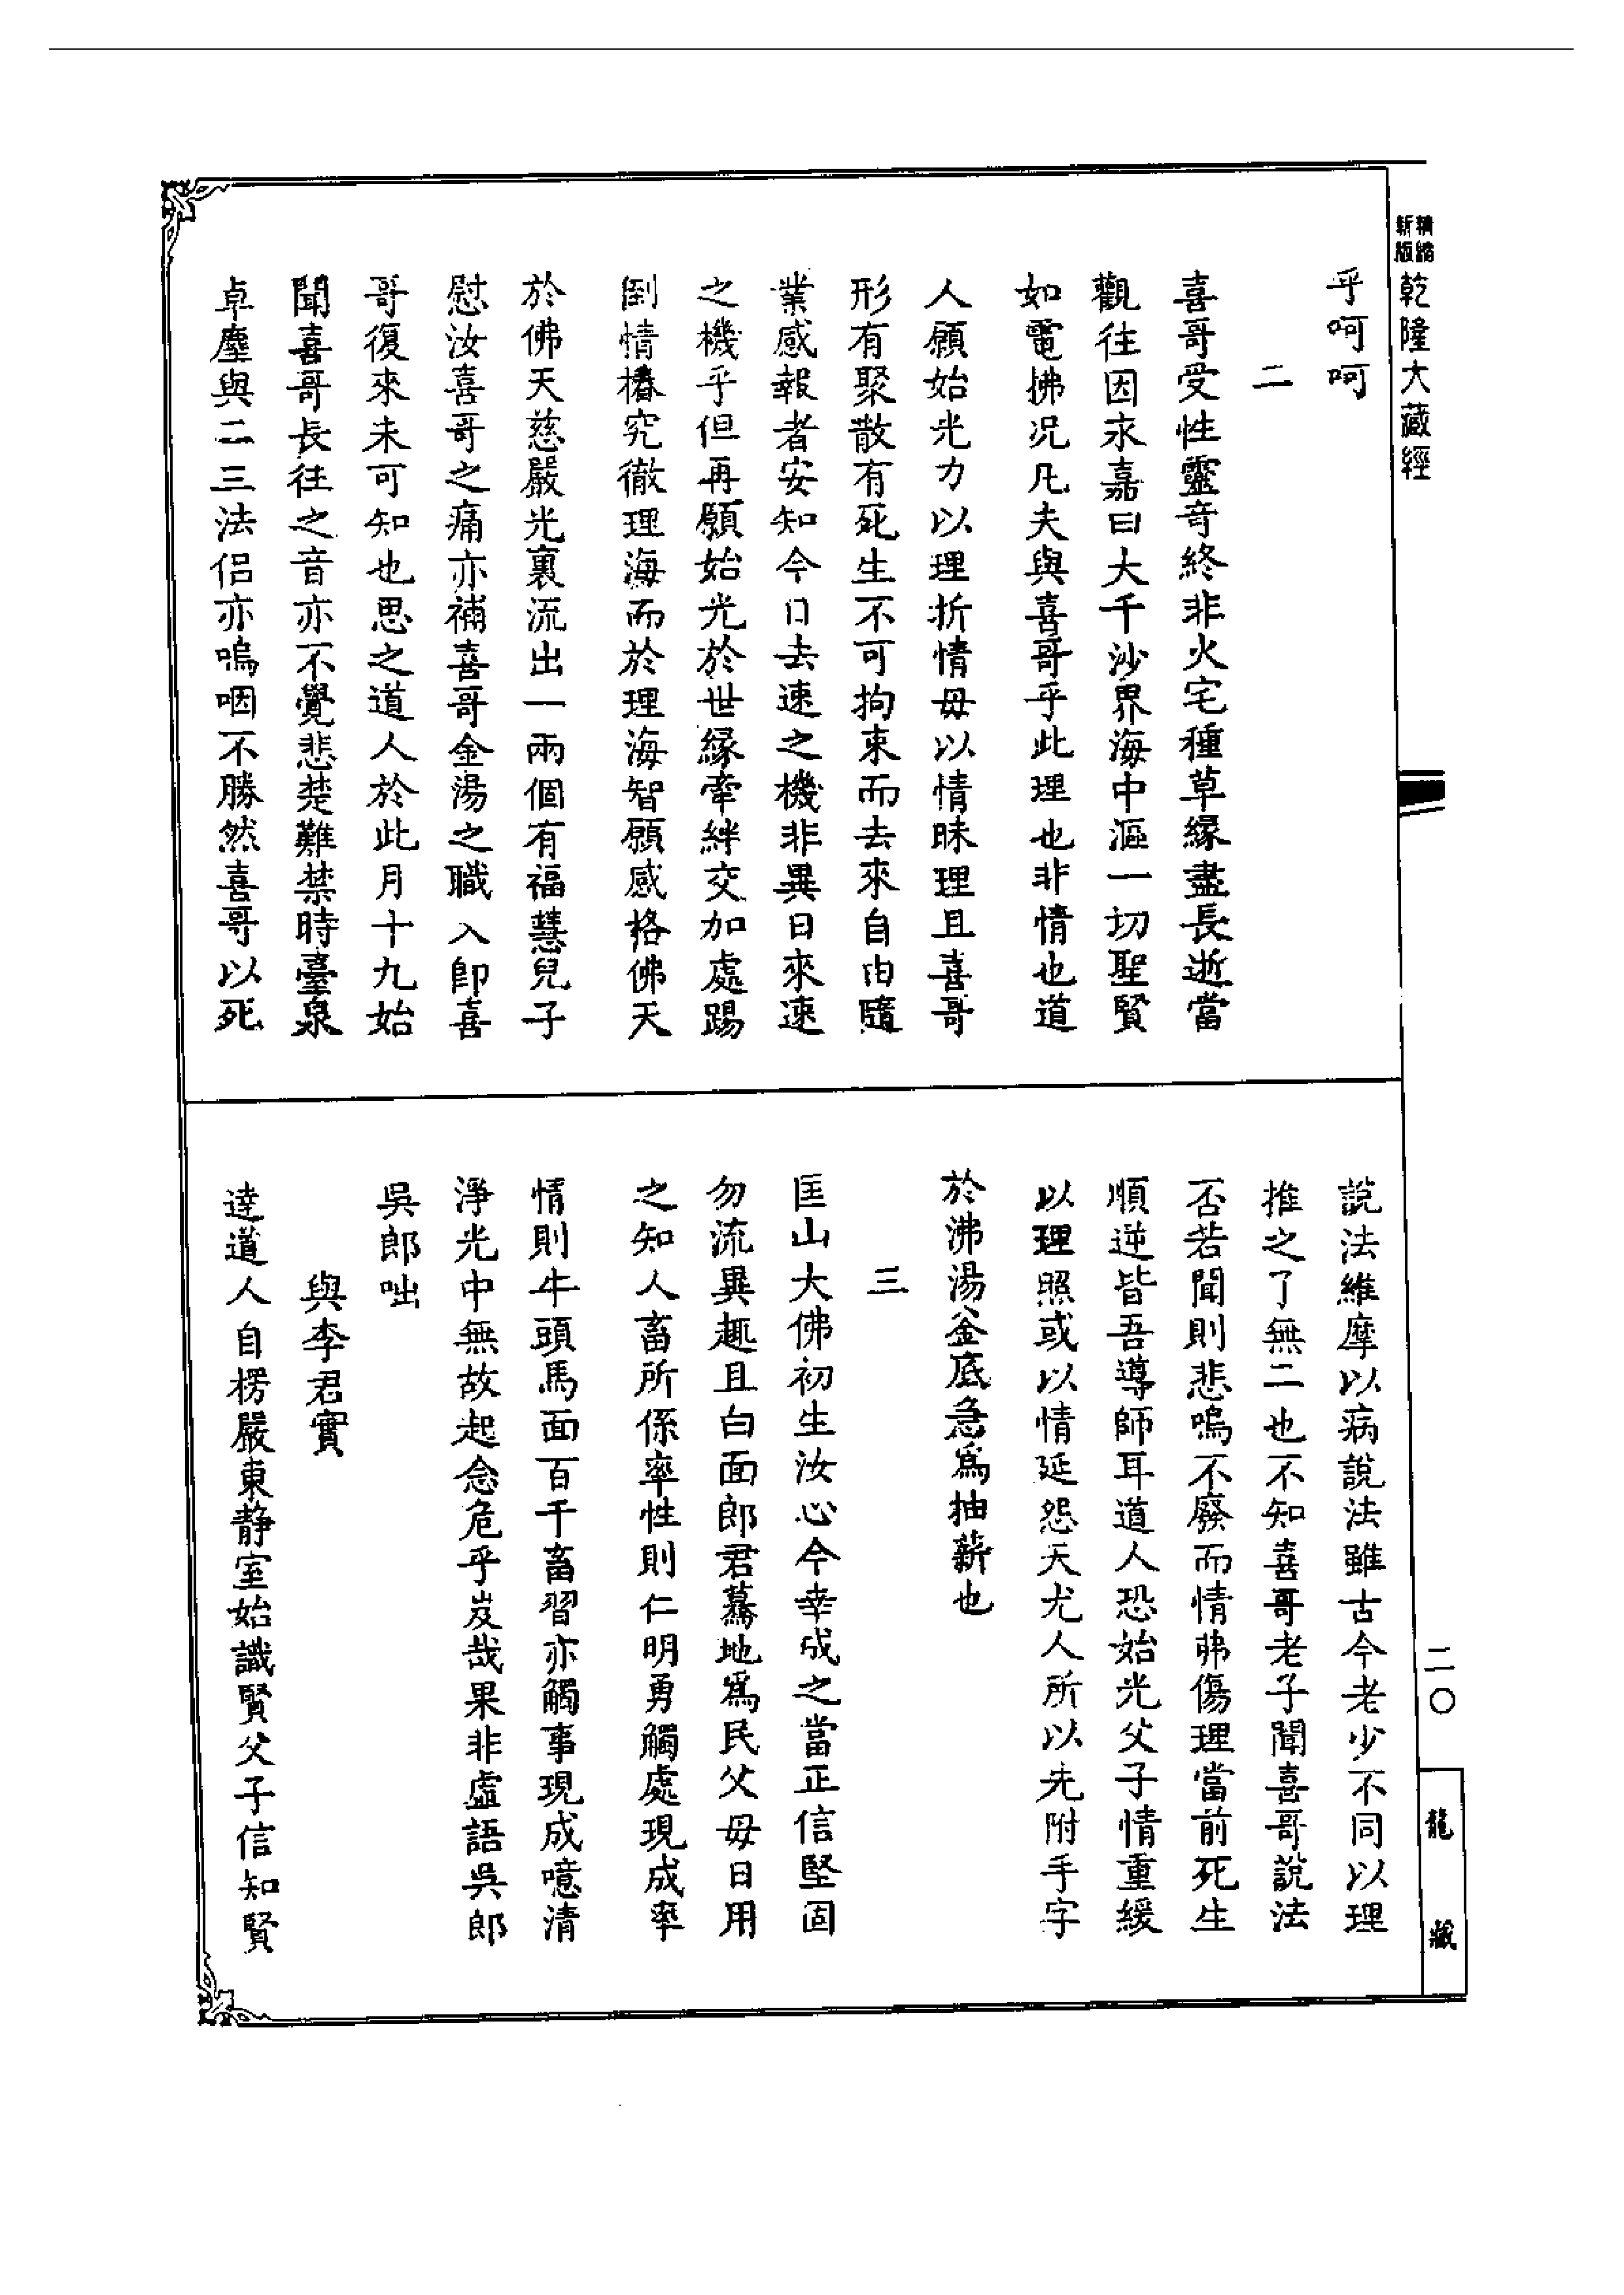 精縮
新版
乾隆大藏經
乎呵呵
二
喜哥受性靈奇終非火宅種草緣盡長逝當
觀往因永嘉曰大千沙界海中漚一切聖賢
如電拂況凡夫與喜哥乎此理也非情也道
人願始光力以理折情毋以情昧理且喜哥
形有聚散有死生不可拘束而去來自由隨
業感報者安知今日去速之機非異日來速
之機乎但再願始光於世緣牽絆交加處踢
倒情樁究徹理海而於理海智願感格佛天
於佛天慈嚴光裏流出一兩個有福慧兒子
慰汝喜哥之痛亦補喜哥金湯之職入卽喜
哥復來未可知也思之道人於此月十九始
聞喜哥長往之音亦不覺悲楚難禁時臺泉
卓塵與二三法侶亦嗚咽不勝然喜哥以死
說法維摩以病說法雖古今老少不同以理
推之了無二也不知喜哥老子聞喜哥說法
否若聞則悲嗚不廢而情弗傷理當前死生
順逆皆吾導師耳道人恐始光父子情重緩
以理照或以情延怨天尤人所以先附手字
於沸湯釜底急爲抽薪也
三
匡山大佛初生汝心今幸成之當正信堅固
勿流異趣且白面郎君驀地爲民父毋日用
之知人畜所係率性則仁明勇觸處現成率
情則牛頭馬面百千畜習亦觸事現成噫清
淨光中無故起念危乎岌哉果非虛語吳郎
吳郎咄
與李君實
達道人自楞嚴東静室始識賢父子信知賢
二〇
龍藏